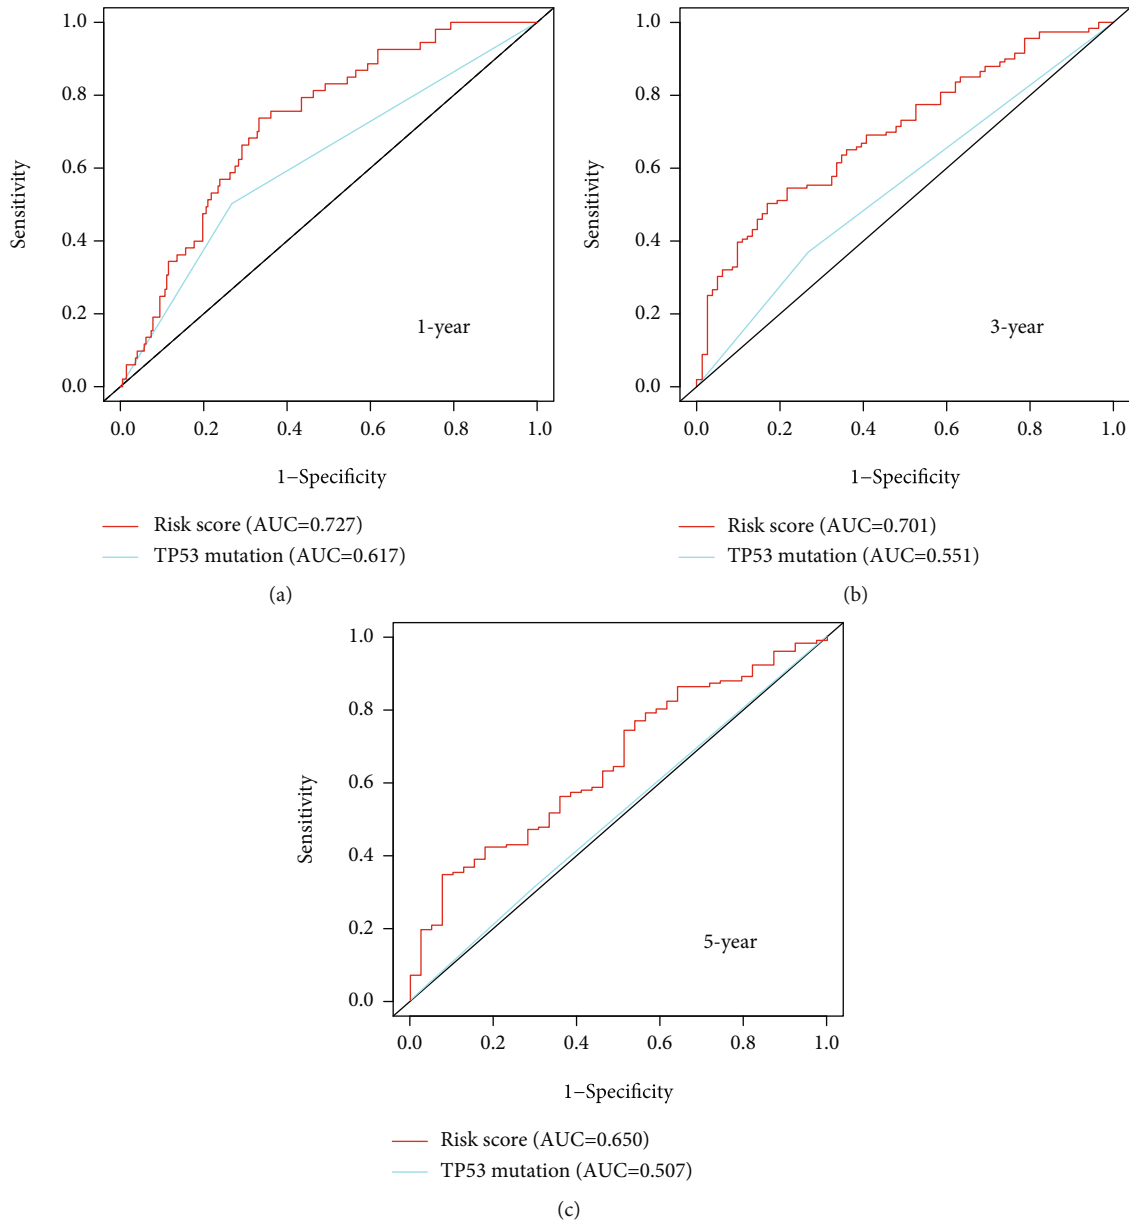 1.0
0.8
0.6
0.4
0.2
0.0
Sensitivity
1-year
0.0 0.2 0.4 0.6 0.8 1.0
1−Specificity
Risk score (AUC=0.727)
TP53 mutation (AUC=0.617)
(a)
1.0
0.8
0.6
0.4
0.2
0.0
Sensitivity
3-year
0.0 0.2 0.4 0.6 0.8 1.0
1−Specificity
Risk score (AUC=0.701)
TP53 mutation (AUC=0.551)
(b)
1.0
0.8
0.6
0.4
0.2
0.0
Sensitivity
5-year
0.0 0.2 0.4 0.6 0.8 1.0
1−Specificity
Risk score (AUC=0.650)
TP53 mutation (AUC=0.507)
(c)